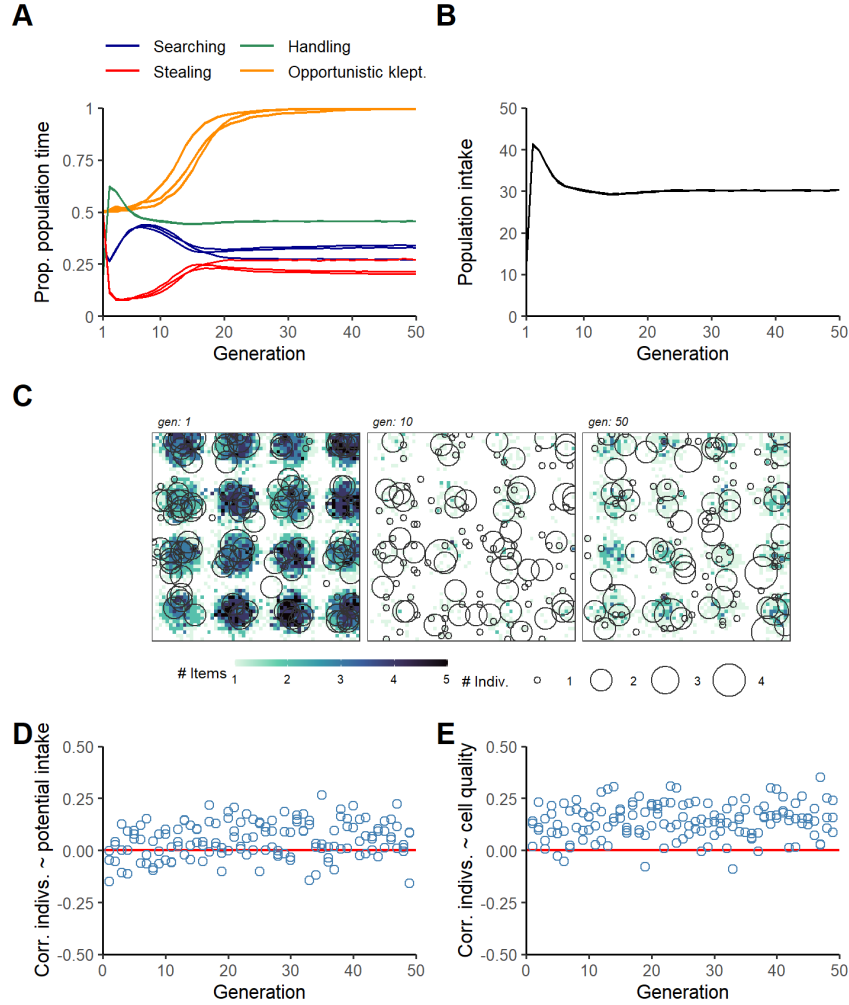 A
Searching
Handling
Stealing
Opportunistic klept.
Prop. population time
1
0.75
0.5
0.25
0
1
10
20
30
40
50
Generation
B
Population intake
50
40
30
20
10
0
1
10
20
30
40
50
Generation
C
gen: 1
gen: 10
gen: 50
# Items
1
2
3
4
5
# Indiv.
1
2
3
4
D
Corr. indivs. ~ potential intake
0.50
0.25
0.00
-0.25
-0.50
0
10
20
30
40
50
Generation
E
Corr. indivs. ~ cell quality
0.50
0.25
0.00
-0.25
-0.50
0
10
20
30
40
50
Generation